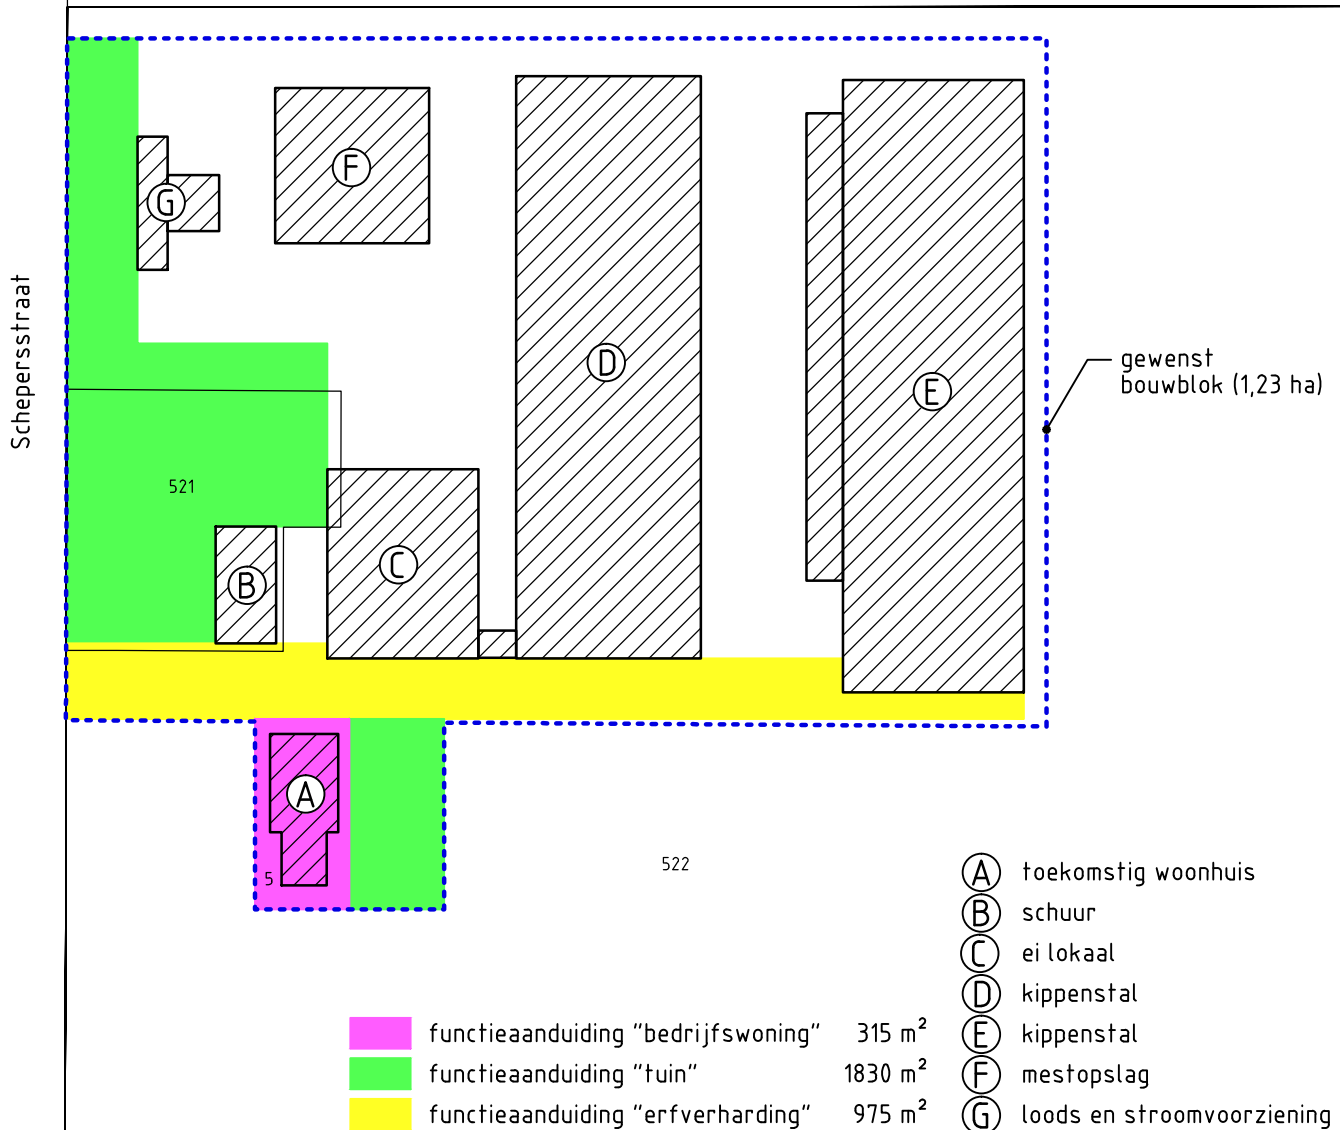 F
G
Schepersstraat
D
E
gewenst
bouwblok (1,23 ha)
521
C
B
A
5
522
A toekomstig woonhuis
B schuur
C ei lokaal
D kippenstal
functieaanduiding "bedrijfswoning" 315 m²
E kippenstal
functieaanduiding "tuin" 1830 m²
F mestopslag
functieaanduiding "erfverharding" 975 m²
G loods en stroomvoorziening